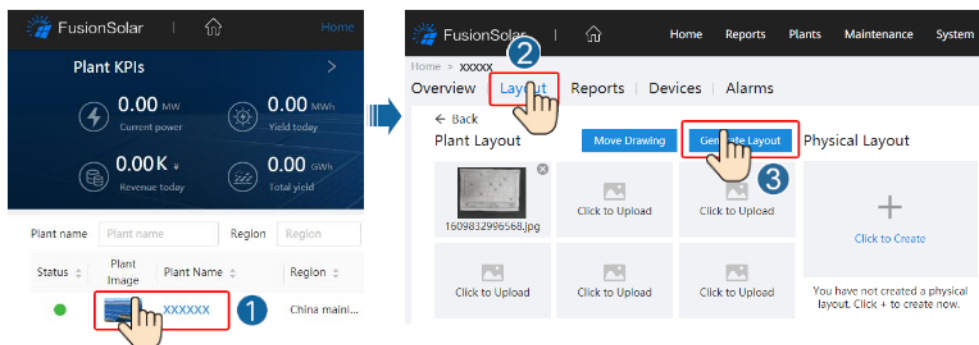 FusionSolar
Home
Plant KPIs
>
0.00 MW
Current power
0.00 MWh
Yield today
0.00K ¥
Revenue today
0.00 GWh
Total yield
Plant name
Plant name
Region
Region
Status
Plant Image
Plant Name
Region
XXXXXX
1
China mainl...
FusionSolar
Home
Reports
Plants
Maintenance
System
Home > XXXXX
2
Overview
Layout
Reports
Devices
Alarms
← Back
Plant Layout
Move Drawing
Generate Layout
3
Physical Layout
1609832996568.jpg
Click to Upload
Click to Upload
Click to Upload
Click to Upload
Click to Upload
Click to Create
You have not created a physical
layout. Click + to create now.